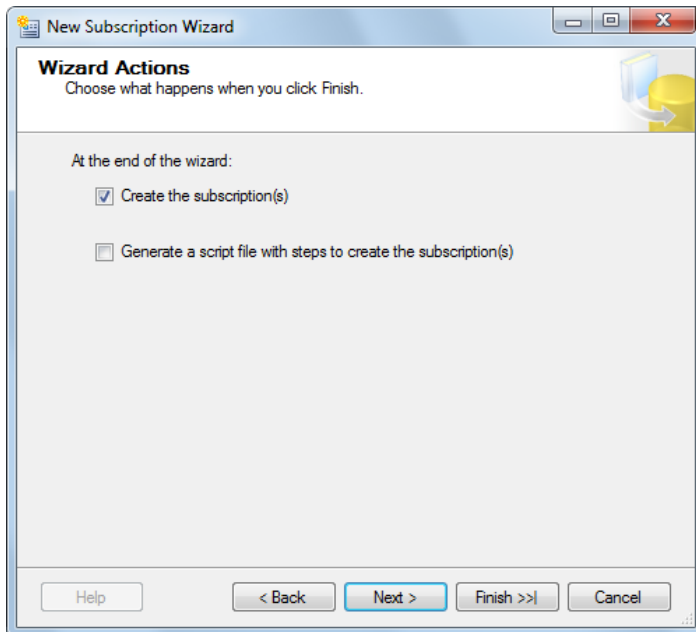 New Subscription Wizard
Wizard Actions
Choose what happens when you click Finish.
At the end of the wizard:
Create the subscription(s)
Generate a script file with steps to create the subscription(s)
Help
< Back
Next >
Finish >>|
Cancel